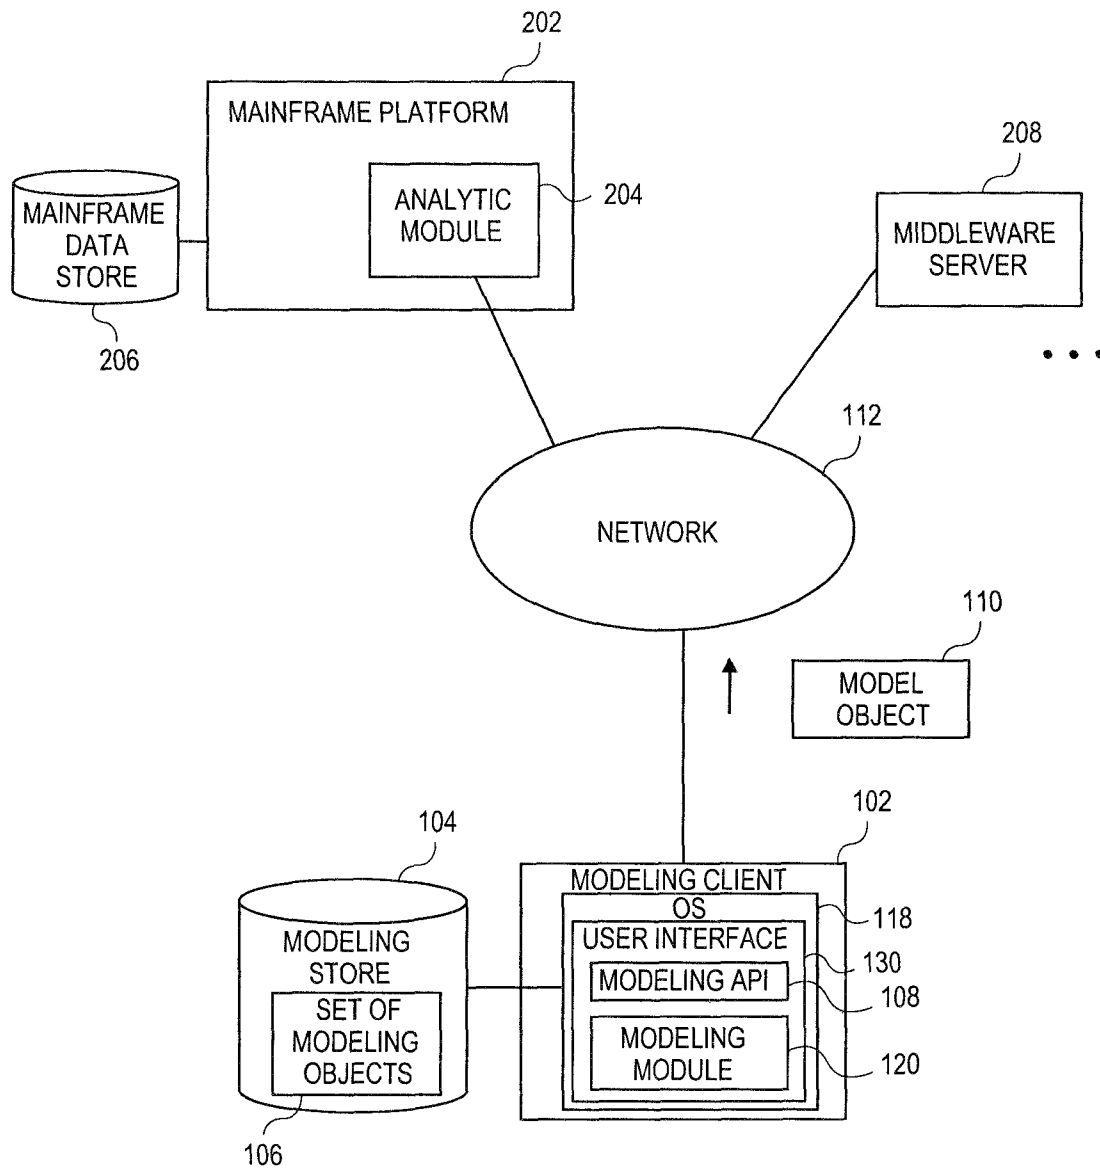 202
MAINFRAME PLATFORM
208
ANALYTIC
MODULE
204
MAINFRAME
DATA
STORE
MIDDLEWARE
SERVER
206
112
NETWORK
110
MODEL
OBJECT
102
104
MODELING CLIENT
OS
118
USER INTERFACE
130
MODELING API
108
MODELING
STORE
SET OF
MODELING
OBJECTS
MODELING
MODULE
120
106